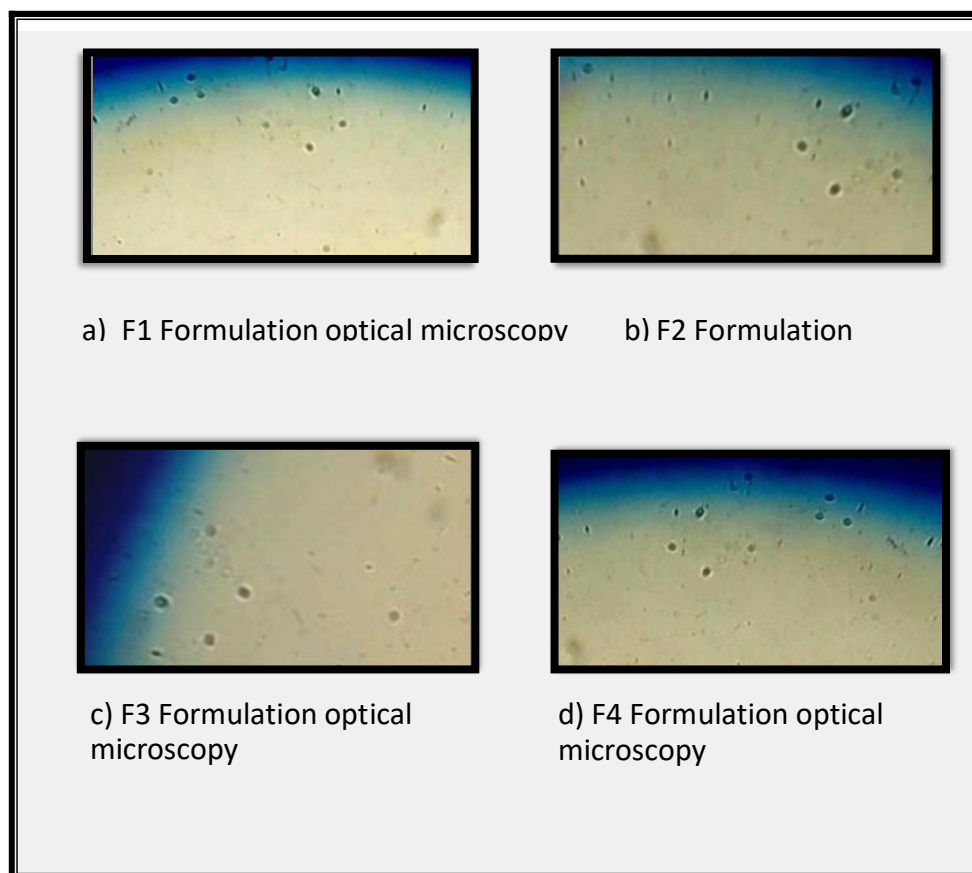 a) F1 Formulation optical microscopy
b) F2 Formulation
c) F3 Formulation optical
microscopy
d) F4 Formulation optical
microscopy